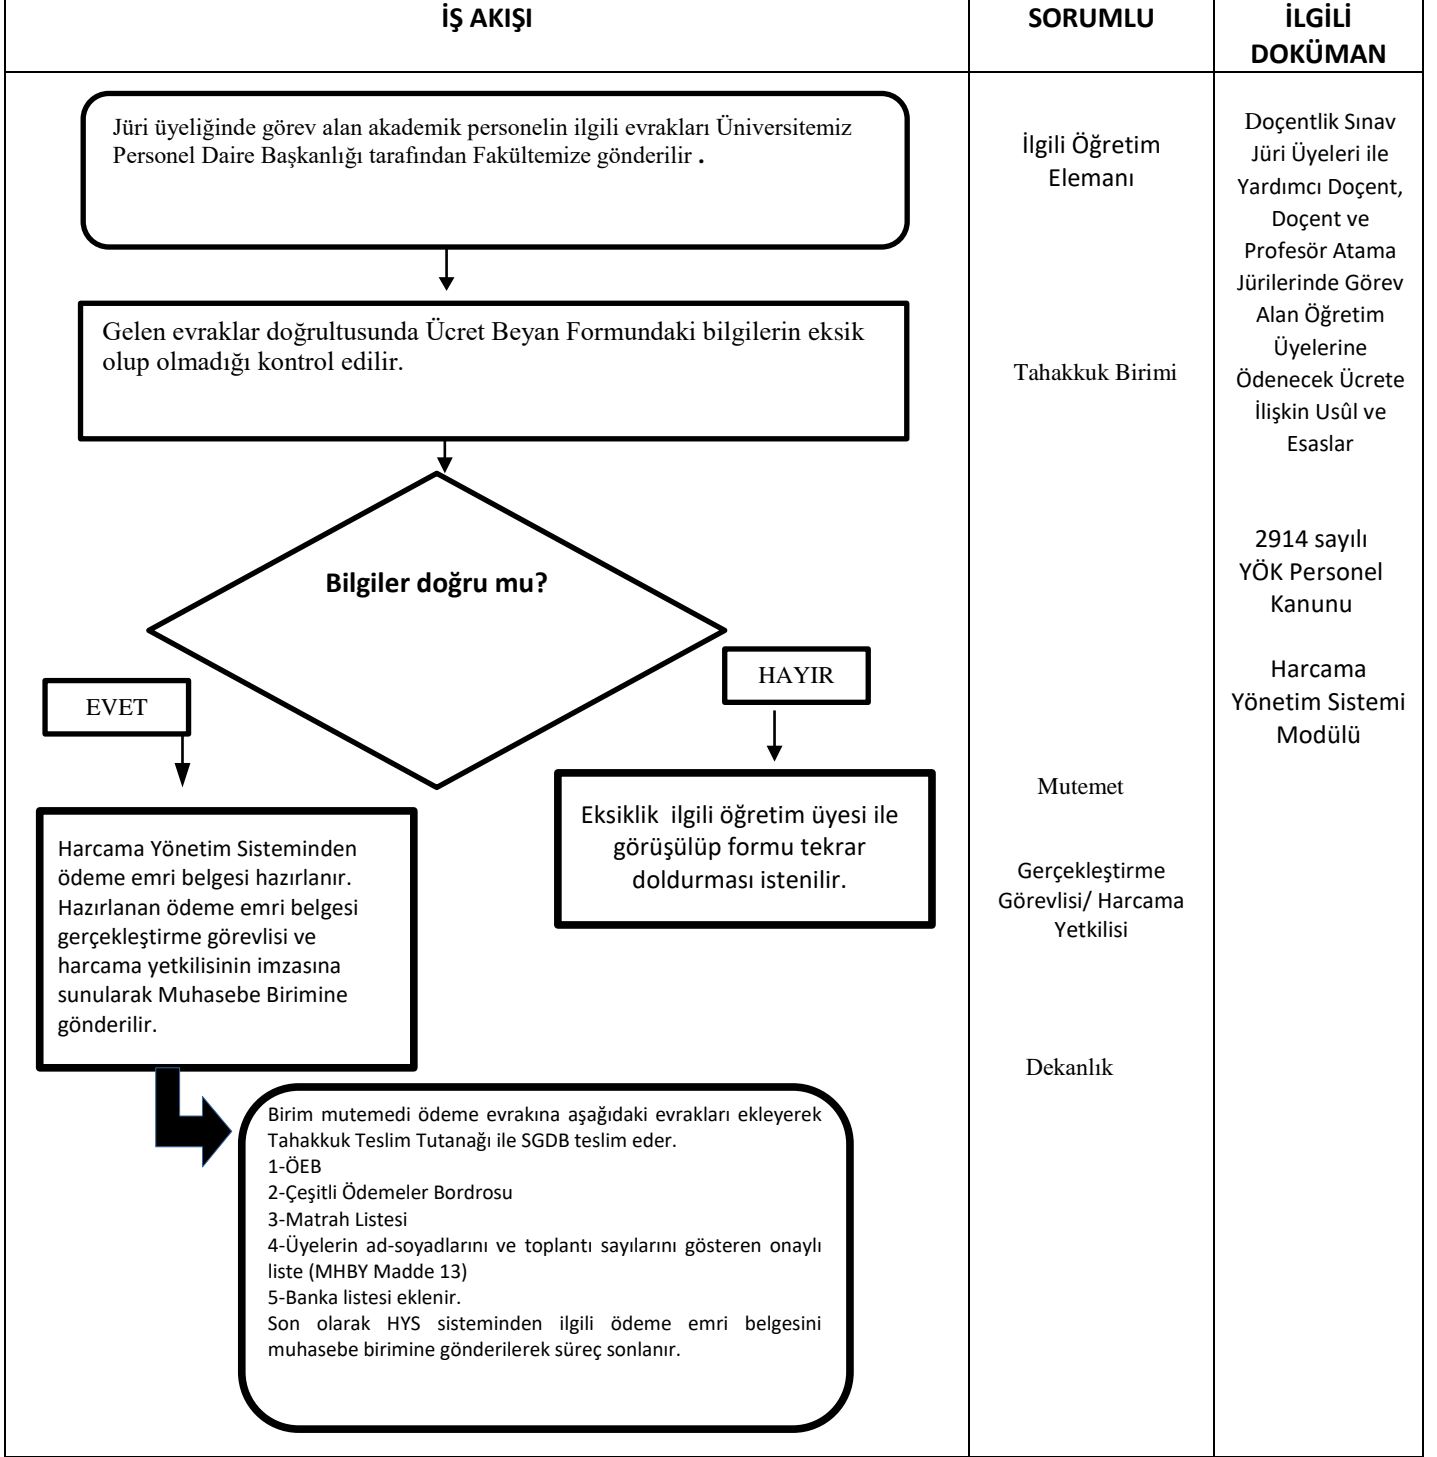 İŞ AKIŞI
SORUMLU
İLGİLİ
DOKÜMAN
Jüri üyeliğinde görev alan akademik personelin ilgili evrakları Üniversitemiz
Personel Daire Başkanlığı tarafından Fakültemize gönderilir .
Gelen evraklar doğrultusunda Ücret Beyan Formundaki bilgilerin eksik
olup olmadığı kontrol edilir.
Bilgiler doğru mu?
EVET
HAYIR
Harcama Yönetim Sisteminden
ödeme emri belgesi hazırlanır.
Hazırlanan ödeme emri belgesi
gerçekleştirme görevlisi ve
harcama yetkilisinin imzasına
sunularak Muhasebe Birimine
gönderilir.
Eksiklik  ilgili öğretim üyesi ile
görüşülüp formu tekrar
doldurması istenilir.
Birim mutemedi ödeme evrakına aşağıdaki evrakları ekleyerek
Tahakkuk Teslim Tutanağı ile SGDB teslim eder.
1-ÖEB
2-Çeşitli Ödemeler Bordrosu
3-Matrah Listesi
4-Üyelerin ad-soyadlarını ve toplantı sayılarını gösteren onaylı
liste (MHBY Madde 13)
5-Banka listesi eklenir.
Son olarak HYS sisteminden ilgili ödeme emri belgesini
muhasebe birimine gönderilerek süreç sonlanır.
İlgili Öğretim
Elemanı
Tahakkuk Birimi
Mutemet
Gerçekleştirme
Görevlisi/ Harcama
Yetkilisi
Dekanlık
Doçentlik Sınav
Jüri Üyeleri ile
Yardımcı Doçent,
Doçent ve
Profesör Atama
Jürilerinde Görev
Alan Öğretim
Üyelerine
Ödenecek Ücrete
İlişkin Usûl ve
Esaslar
2914 sayılı
YÖK Personel
Kanunu
Harcama
Yönetim Sistemi
Modülü